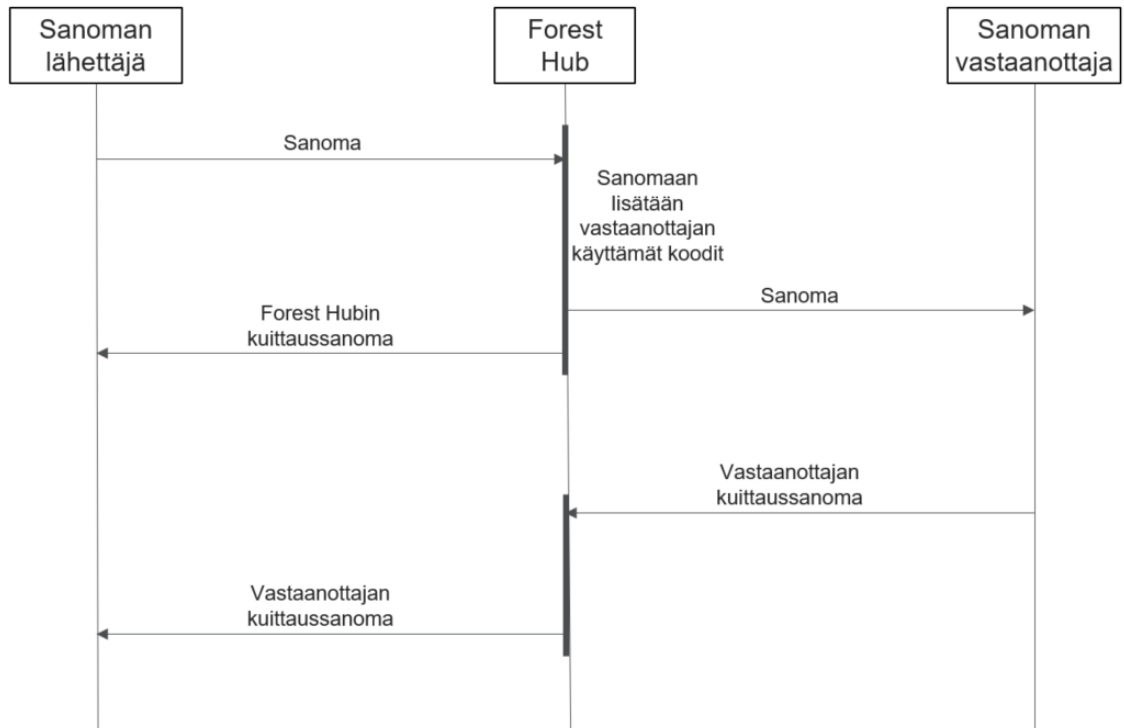 Sanoman
lähettäjä
Forest
Hub
Sanoman
vastaanottaja
Sanoma
Sanomaan
lisätään
vastaanottajan
käyttämät koodit
Sanoma
Forest Hubin
kuittaussanoma
Vastaanottajan
kuittaussanoma
Vastaanottajan
kuittaussanoma